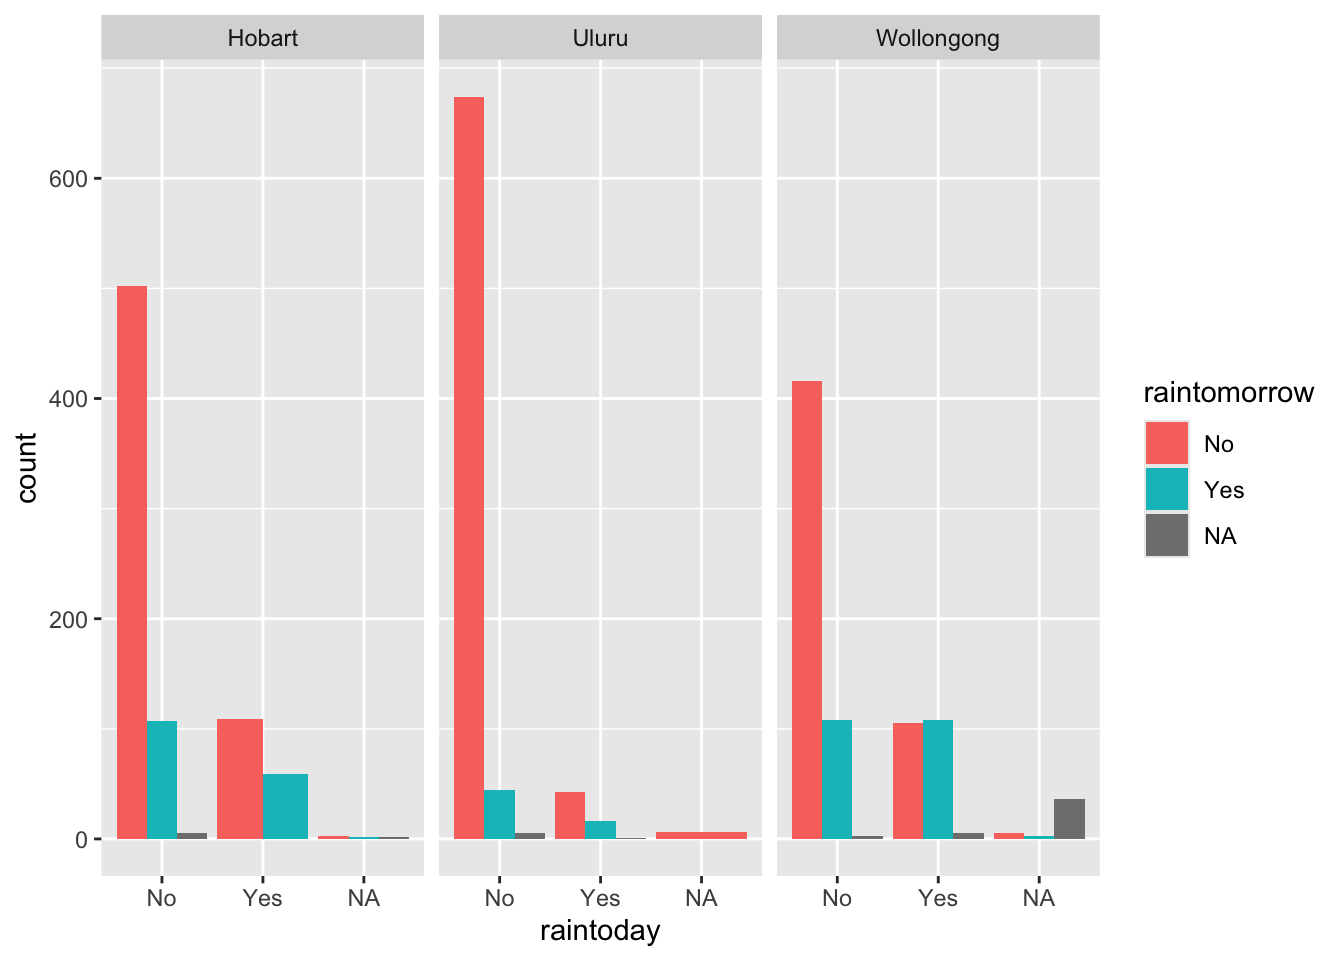 Hobart Uluru Wollongong
600
400
200
0
count
No Yes NA No Yes NA No Yes NA
raintoday
raintomorrow
No
Yes
NA